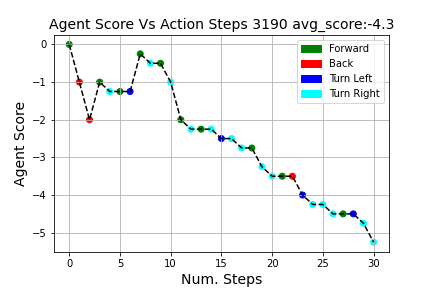 Agent Score Vs Action Steps 3190 avg_score:-4.3
Agent Score
0
−1
−2
−3
−4
−5
Forward
Back
Turn Left
Turn Right
0 5 10 15 20 25 30
Num. Steps